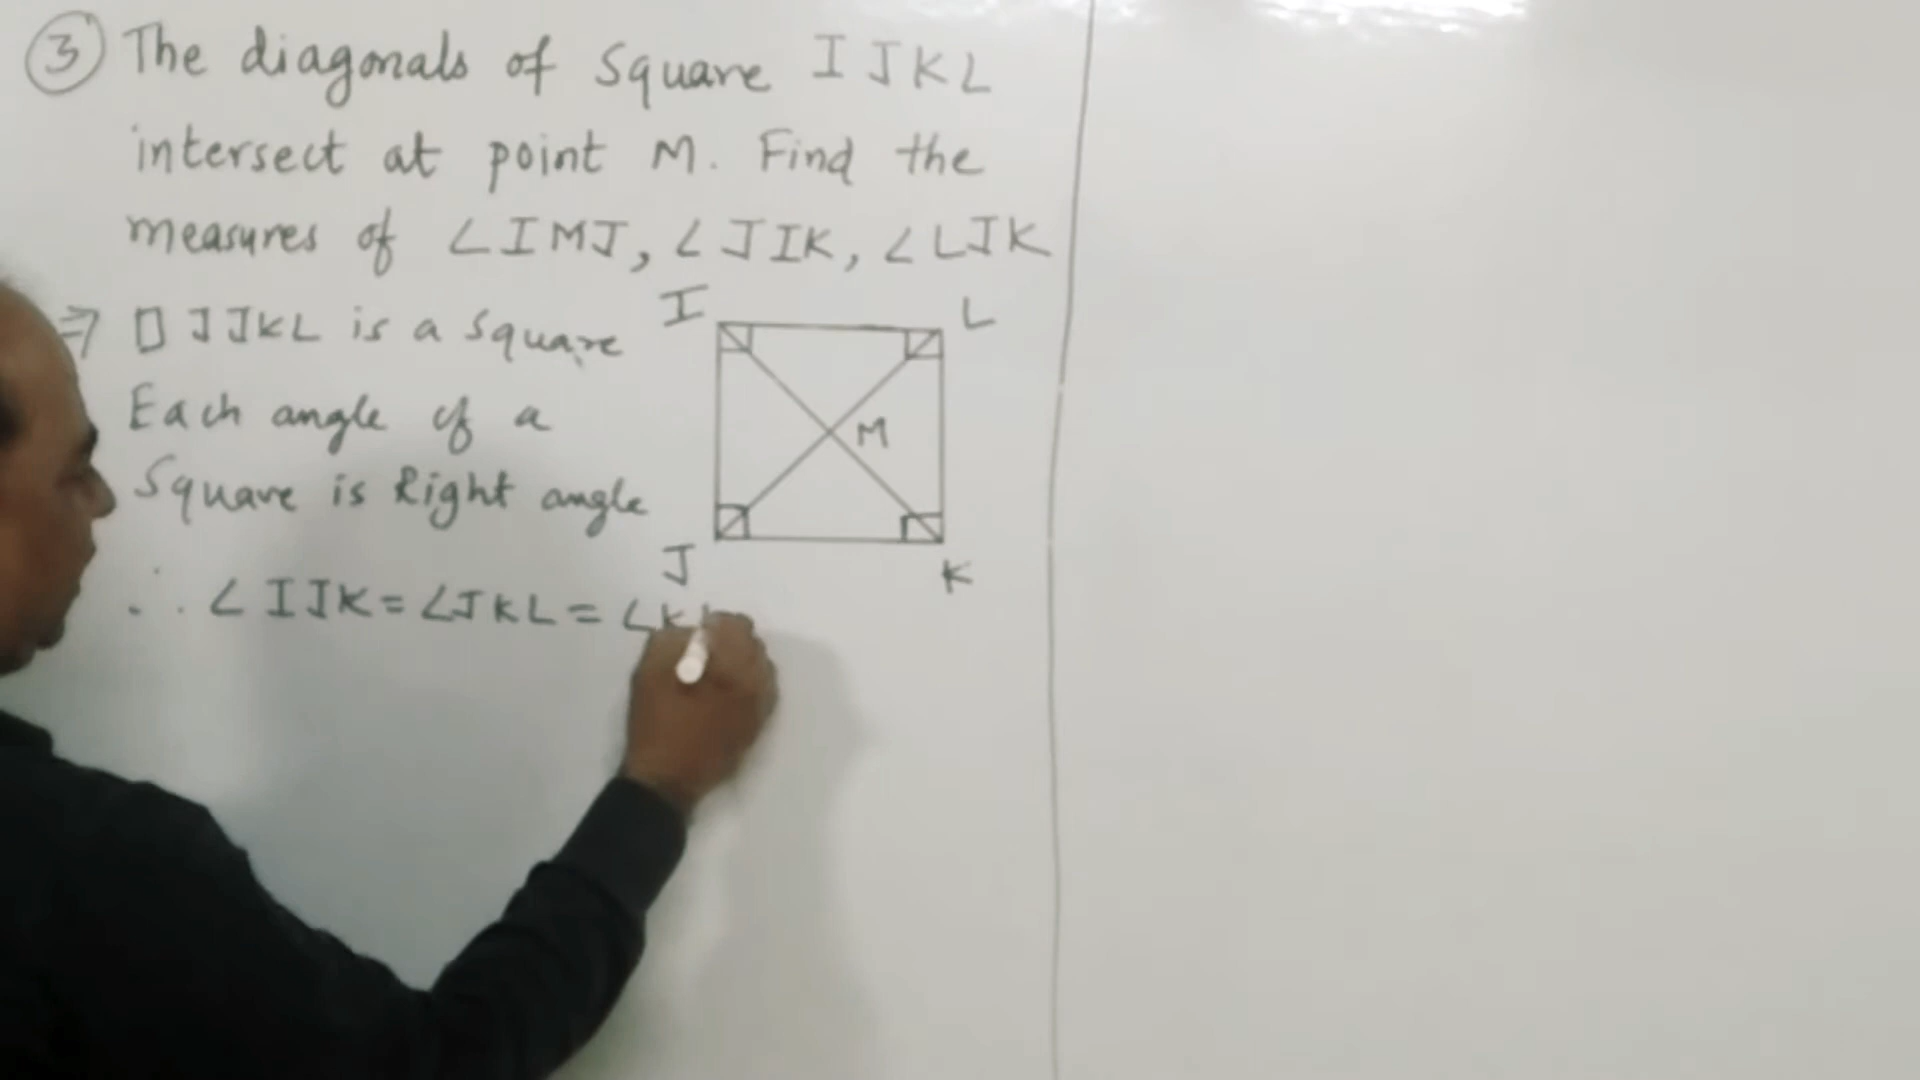 ③ The diagonals of Square IJKL
intersect at point M. Find the
measures of ∠IMJ, ∠JIK, ∠LJK
⇒ □ IJKL is a square
Each angle of a
Square is Right angle
∴ ∠IJK = ∠JKL = ∠K
I
L
M
J
K